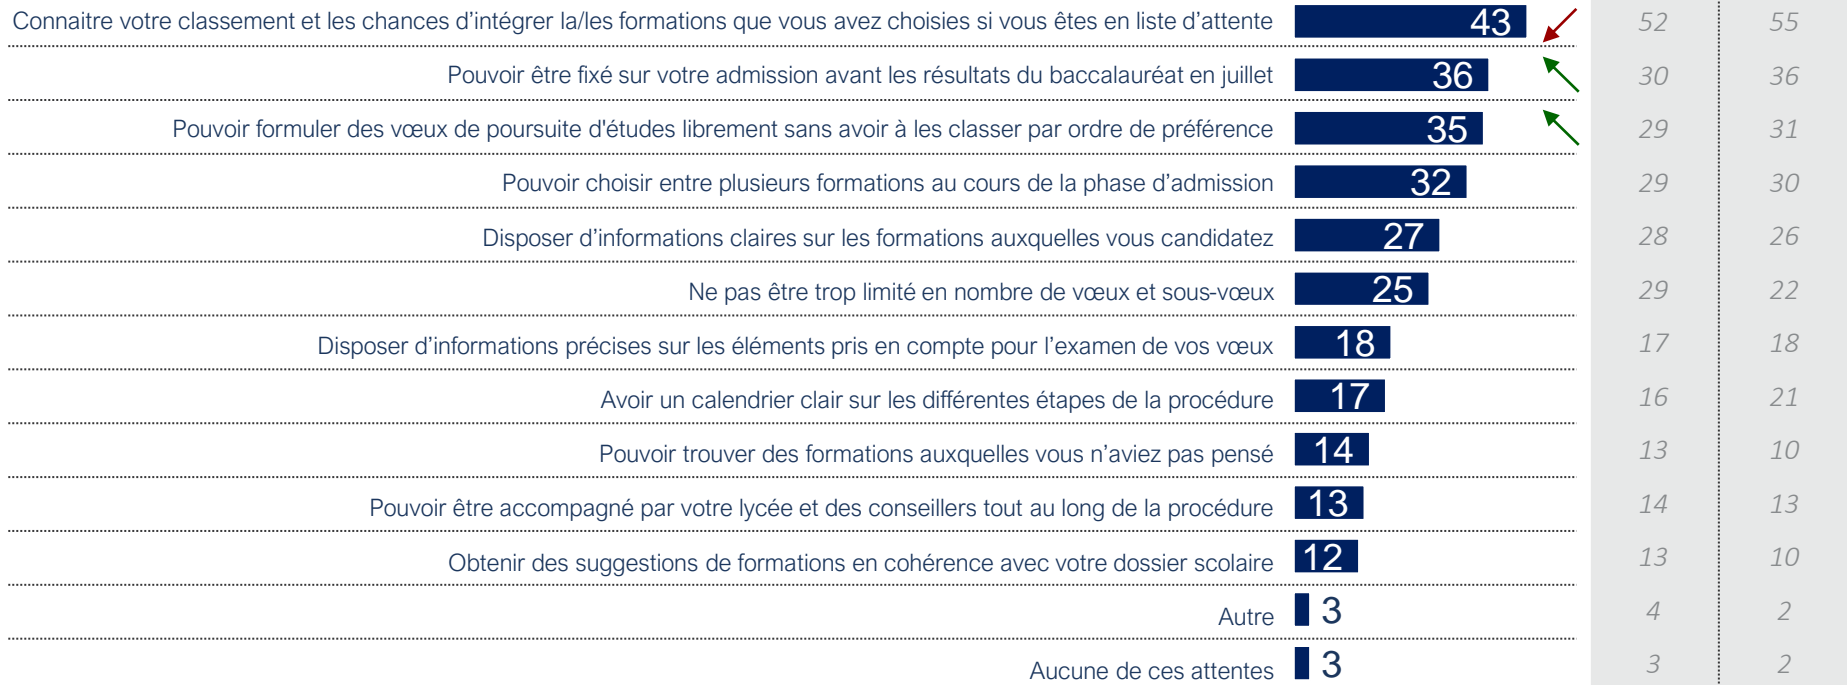 Connaitre votre classement et les chances d’intégrer la/les formations que vous avez choisies si vous êtes en liste d’attente 43 52 55
Pouvoir être fixé sur votre admission avant les résultats du baccalauréat en juillet 36 30 36
Pouvoir formuler des vœux de poursuite d'études librement sans avoir à les classer par ordre de préférence 35 29 31
Pouvoir choisir entre plusieurs formations au cours de la phase d’admission 32 29 30
Disposer d’informations claires sur les formations auxquelles vous candidatez 27 28 26
Ne pas être trop limité en nombre de vœux et sous-vœux 25 29 22
Disposer d’informations précises sur les éléments pris en compte pour l’examen de vos vœux 18 17 18
Avoir un calendrier clair sur les différentes étapes de la procédure 17 16 21
Pouvoir trouver des formations auxquelles vous n’aviez pas pensé 14 13 10
Pouvoir être accompagné par votre lycée et des conseillers tout au long de la procédure 13 14 13
Obtenir des suggestions de formations en cohérence avec votre dossier scolaire 12 13 10
Autre 3 4 2
Aucune de ces attentes 3 3 2